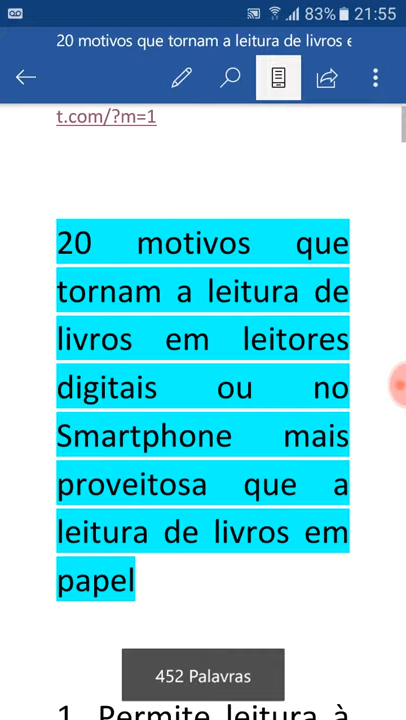 83% 21:55
20 motivos que tornam a leitura de livros e
t.com/?m=1
20 motivos que
tornam a leitura de
livros em leitores
digitais ou no
Smartphone mais
proveitosa que a
leitura de livros em
papel
452 Palavras
1. Permite leitura à